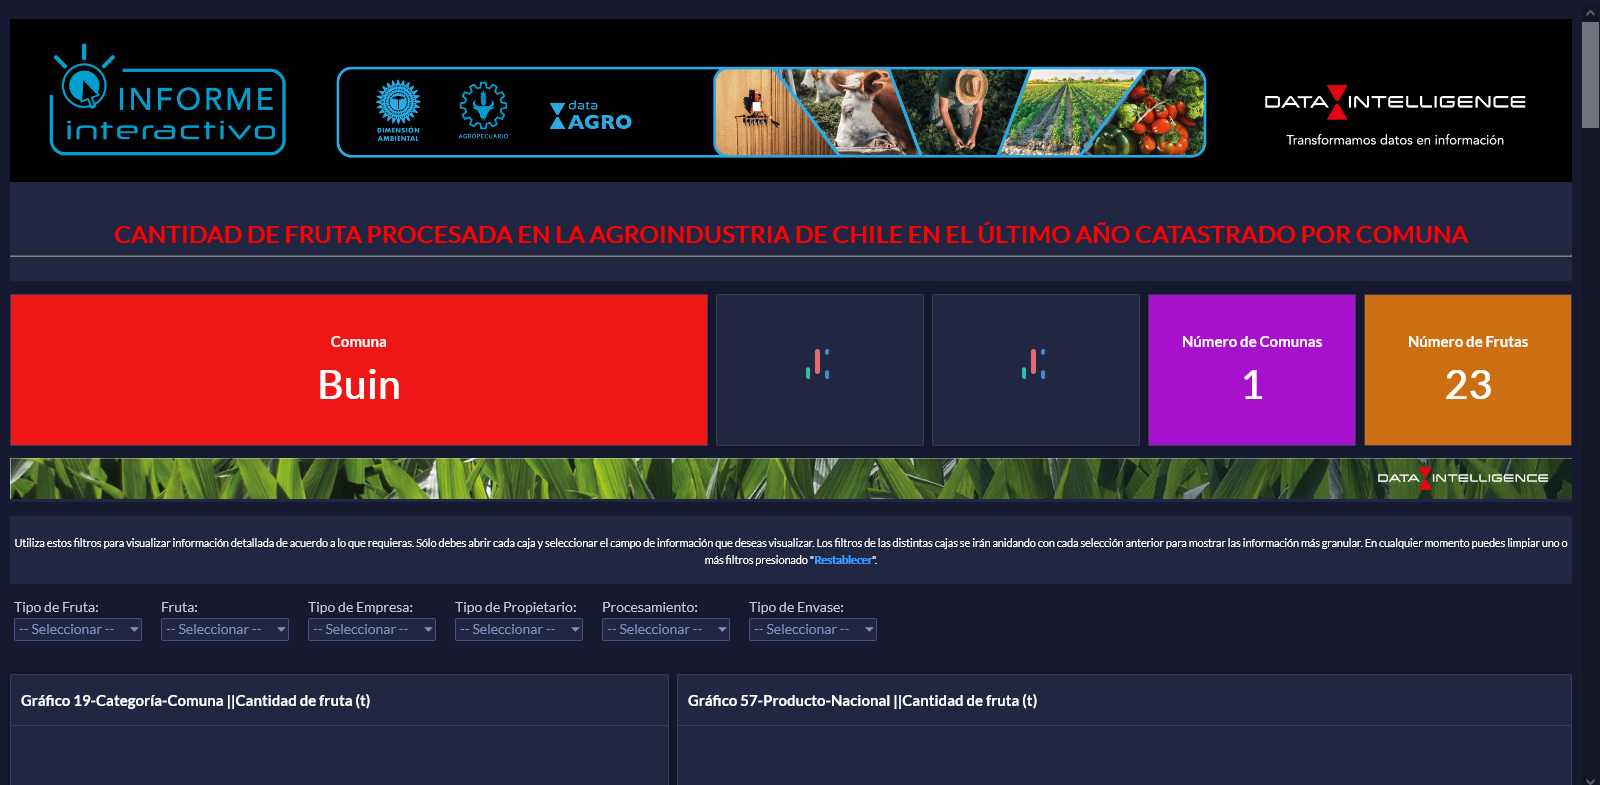 INFORME
interactivo
DIMENSIÓN
AMBIENTAL
AGROPECUARIO
data
AGRO
DATA INTELLIGENCE
Transformamos datos en información
CANTIDAD DE FRUTA PROCESADA EN LA AGROINDUSTRIA DE CHILE EN EL ÚLTIMO AÑO CATASTRADO POR COMUNA
Comuna
Buin
Número de Comunas
1
Número de Frutas
23
DATA INTELLIGENCE
Utiliza estos filtros para visualizar información detallada de acuerdo a lo que requieras. Sólo debes abrir cada caja y seleccionar el campo de información que deseas visualizar. Los filtros de las distintas cajas se irán anidando con cada selección anterior para mostrar las información más granular. En cualquier momento puedes limpiar uno o
más filtros presionado "Restablecer".
Tipo de Fruta: Fruta: Tipo de Empresa: Tipo de Propietario: Procesamiento: Tipo de Envase:
-- Seleccionar -- -- Seleccionar -- -- Seleccionar -- -- Seleccionar -- -- Seleccionar -- -- Seleccionar --
Gráfico 19-Categoría-Comuna ||Cantidad de fruta (t)
Gráfico 57-Producto-Nacional ||Cantidad de fruta (t)